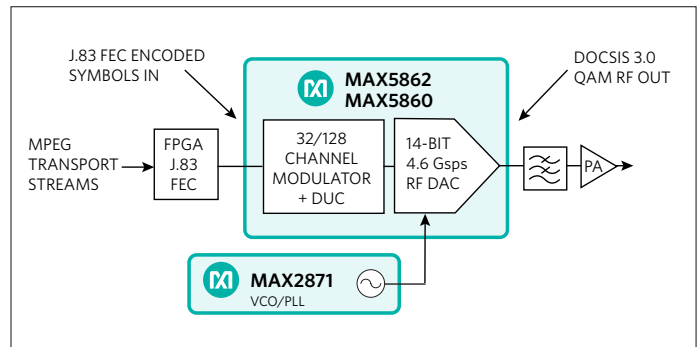 J.83 FEC ENCODED
SYMBOLS IN
MAX5862
MAX5860
DOCSIS 3.0
QAM RF OUT
MPEG
TRANSPORT
STREAMS
FPGA
J.83
FEC
32/128
CHANNEL
MODULATOR
+ DUC
14-BIT
4.6 Gsps
RF DAC
PA
MAX2871
VCO/PLL